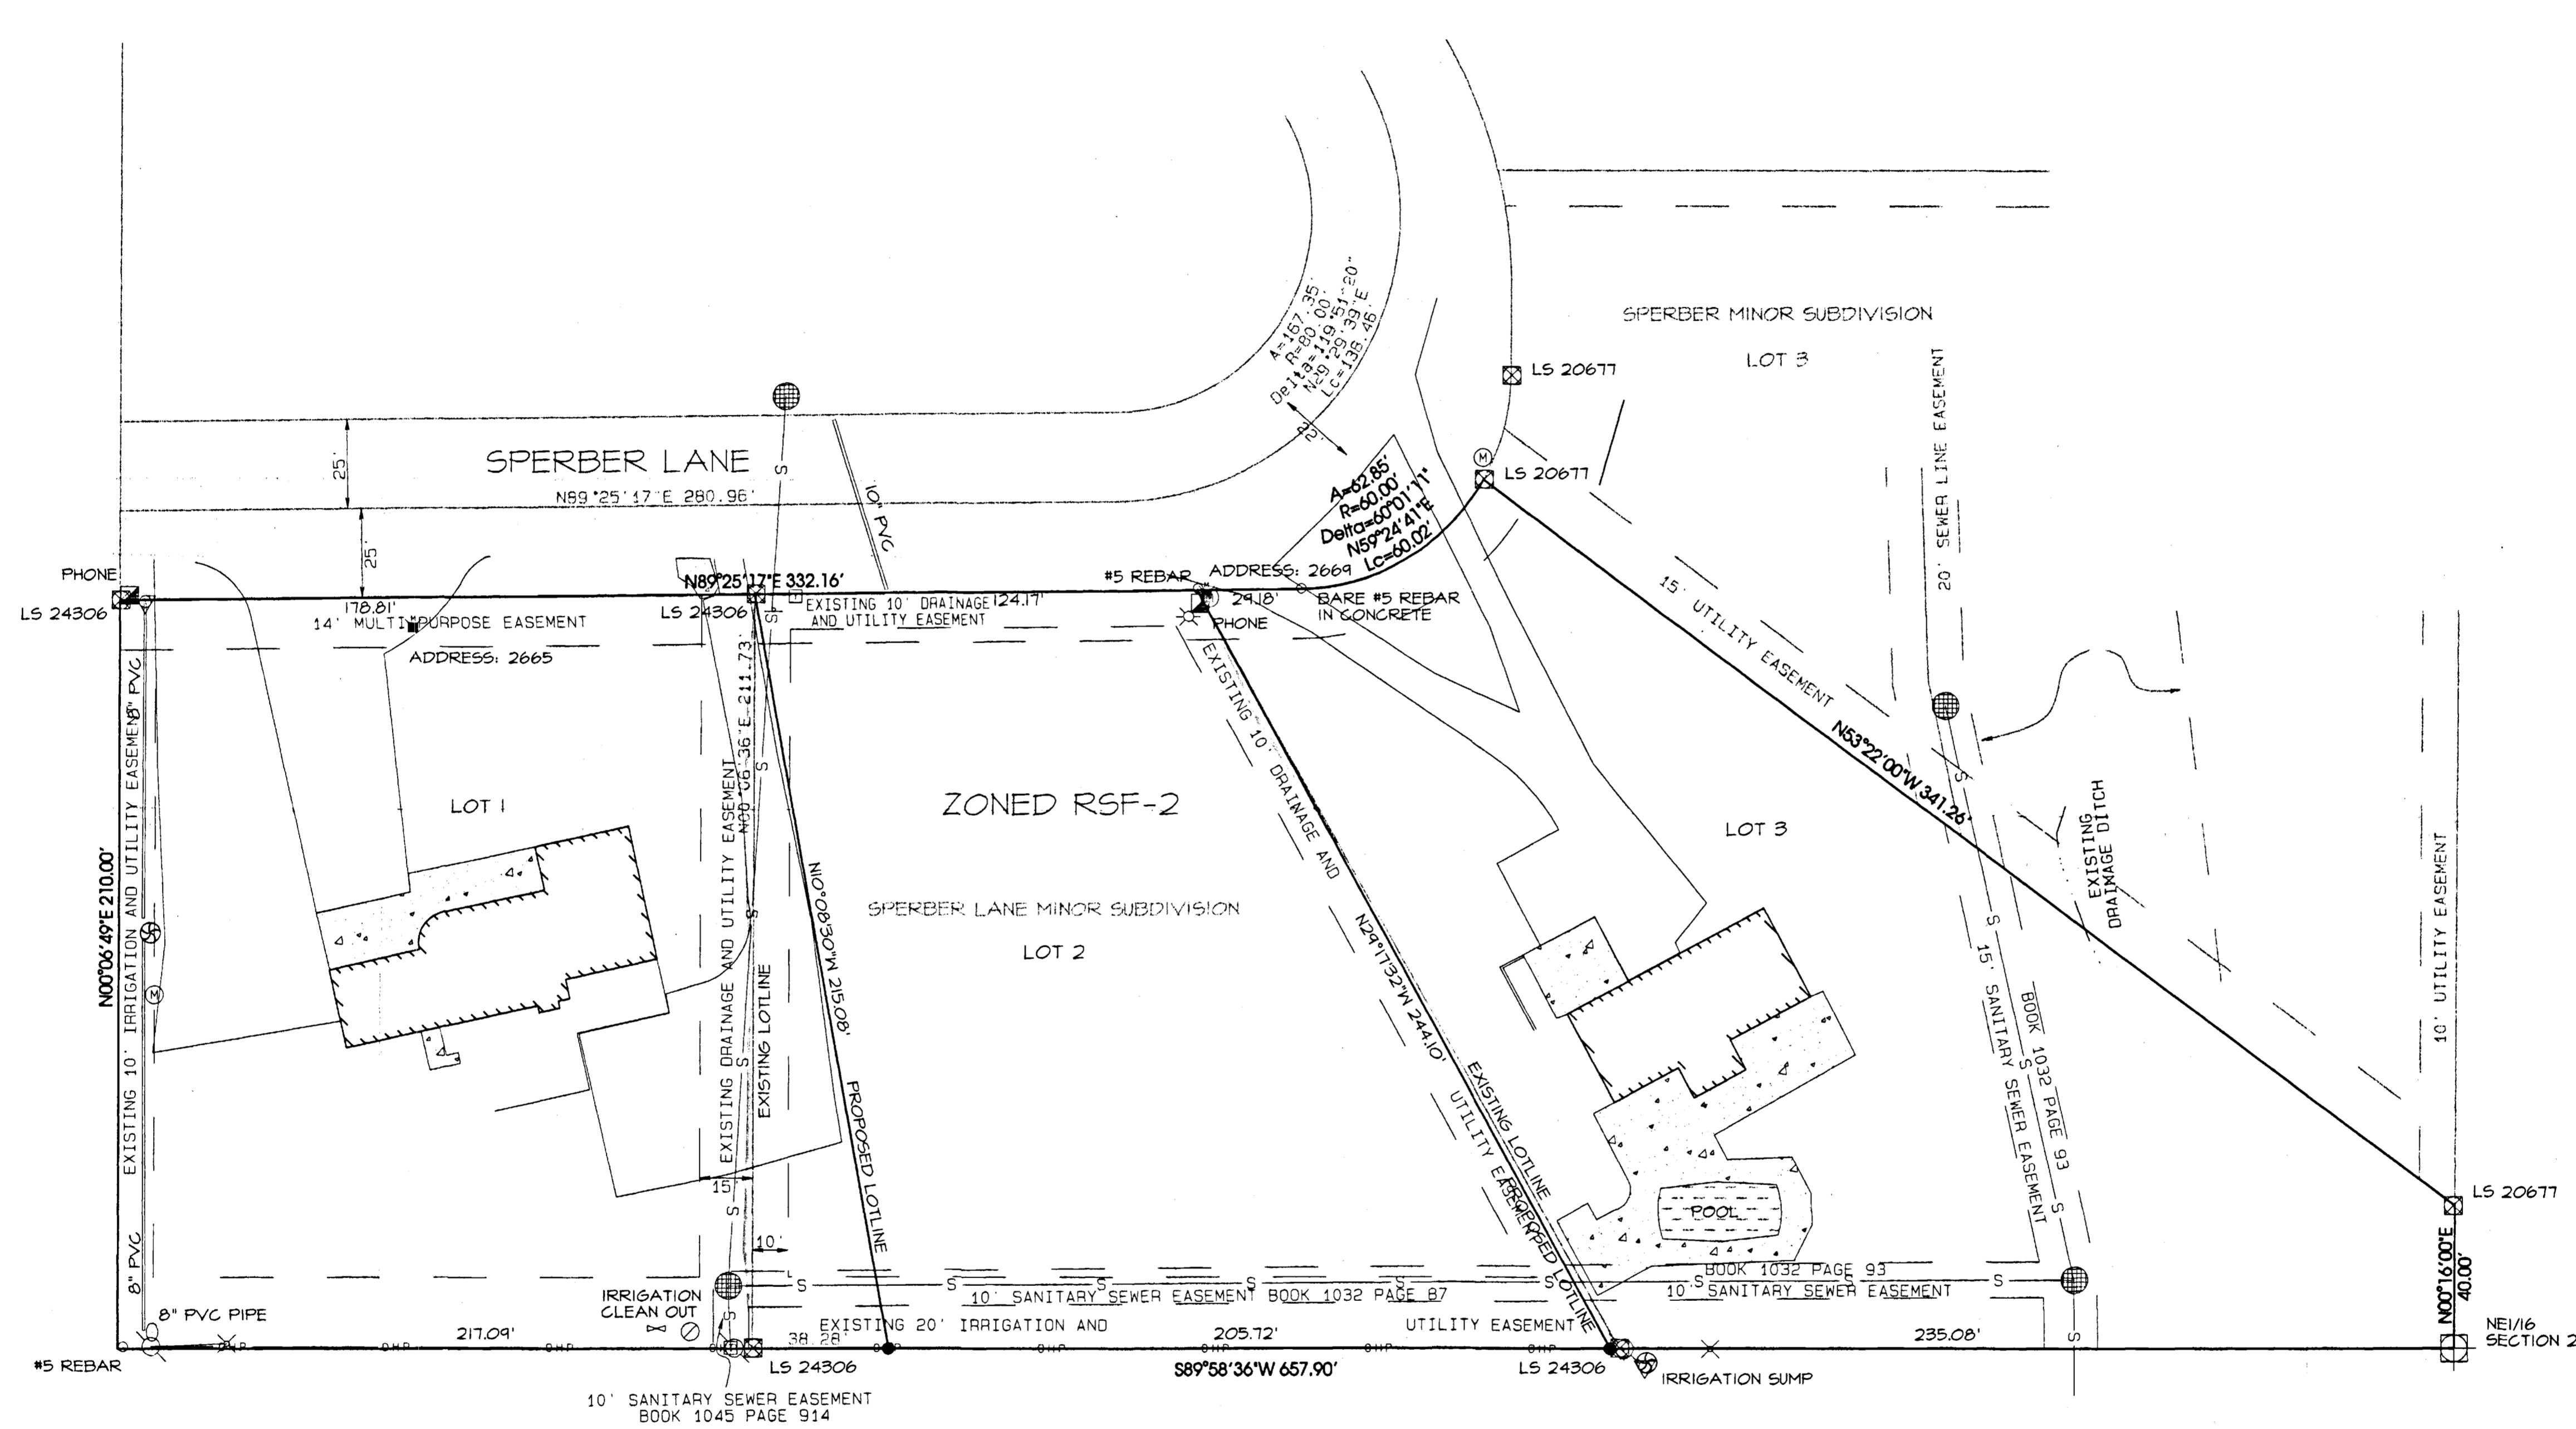 SPERBER MINOR SUBDIVISION
LOT 3
20' SEWER LINE EASEMENT
LS 20677
A=167.35'
R=80.00'
Delta=119°51'20"
N29°29'39"E
Lc=138.46'
22'
SPERBER LANE
N89°25'17"E 280.96'
25'
25'
10" PVC
S
LS 20677
A=62.85'
R=60.00'
Delta=60°01'11"
N59°24'41"E
Lc=60.02'
PHONE
LS 24306
N89°25'17"E 332.16'
178.81'
14' MULTI-PURPOSE EASEMENT
ADDRESS: 2665
LS 24306
EXISTING 10' DRAINAGE
AND UTILITY EASEMENT
124.17'
#5 REBAR
ADDRESS: 2669
29.18'
PHONE
BARE #5 REBAR
IN CONCRETE
15' UTILITY EASEMENT
N53°22'00"W 341.26'
EXISTING
DRAINAGE DITCH
10' UTILITY EASEMENT
8" PVC
EXISTING 10' IRRIGATION AND UTILITY EASEMENT
N00°06'49"E 210.00'
8" PVC
M
LOT 1
N00°06'36"E 211.73'
EXISTING DRAINAGE AND UTILITY EASEMENT
EXISTING LOTLINE
N10°08'30"W 215.08'
PROPOSED LOTLINE
15'
10'
ZONED RSF-2
SPERBER LANE MINOR SUBDIVISION
LOT 2
EXISTING 10' DRAINAGE AND
UTILITY EASEMENT
N29°17'32"W 244.10'
EXISTING LOTLINE
PROPOSED LOTLINE
LOT 3
POOL
15' SANITARY SEWER EASEMENT
BOOK 1032 PAGE 93
LS 20677
N00°16'00"E
40.00'
NE1/16
SECTION 2
BOOK 1032 PAGE 93
10' SANITARY SEWER EASEMENT
10' SANITARY SEWER EASEMENT BOOK 1032 PAGE 87
EXISTING 20' IRRIGATION AND UTILITY EASEMENT
IRRIGATION
CLEAN OUT
8" PVC PIPE
#5 REBAR
217.09'
38.28'
205.72'
235.08'
OHP
LS 24306
S89°58'36"W 657.90'
LS 24306
IRRIGATION SUMP
10' SANITARY SEWER EASEMENT
BOOK 1045 PAGE 914